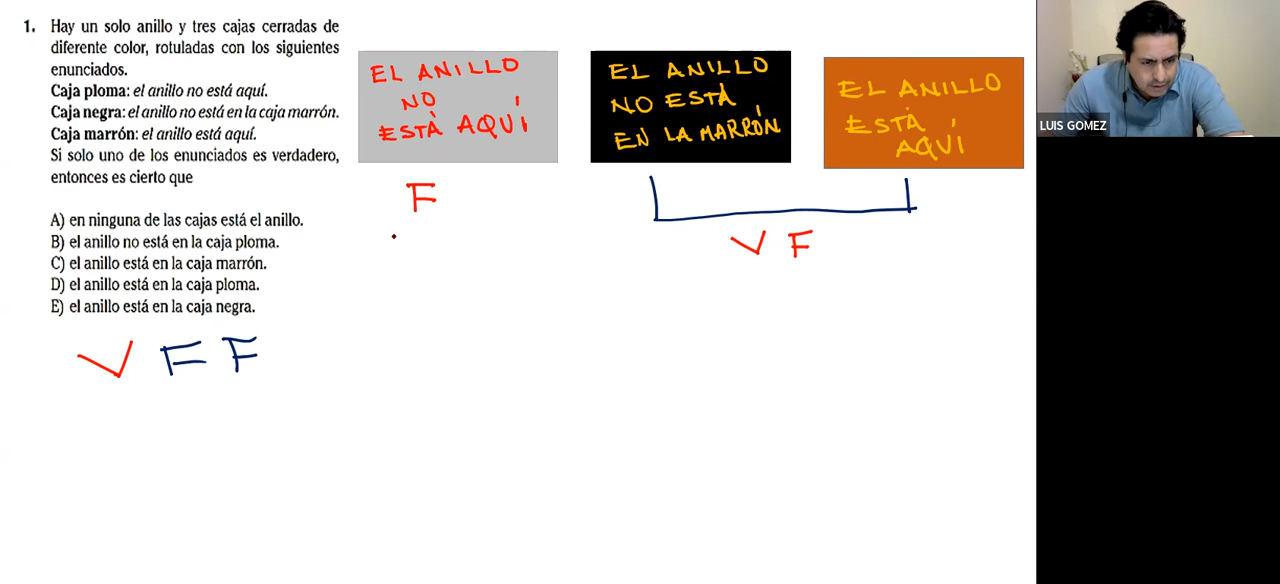 1. Hay un solo anillo y tres cajas cerradas de
diferente color, rotuladas con los siguientes
enunciados.
Caja ploma: el anillo no está aquí.
Caja negra: el anillo no está en la caja marrón.
Caja marrón: el anillo está aquí.
Si solo uno de los enunciados es verdadero,
entonces es cierto que
A) en ninguna de las cajas está el anillo.
B) el anillo no está en la caja ploma.
C) el anillo está en la caja marrón.
D) el anillo está en la caja ploma.
E) el anillo está en la caja negra.
V F F
EL ANILLO
NO
ESTÁ AQUÍ
F
EL ANILLO
NO ESTÁ
EN LA MARRÓN
EL ANILLO
ESTÁ
AQUÍ
V F
LUIS GOMEZ